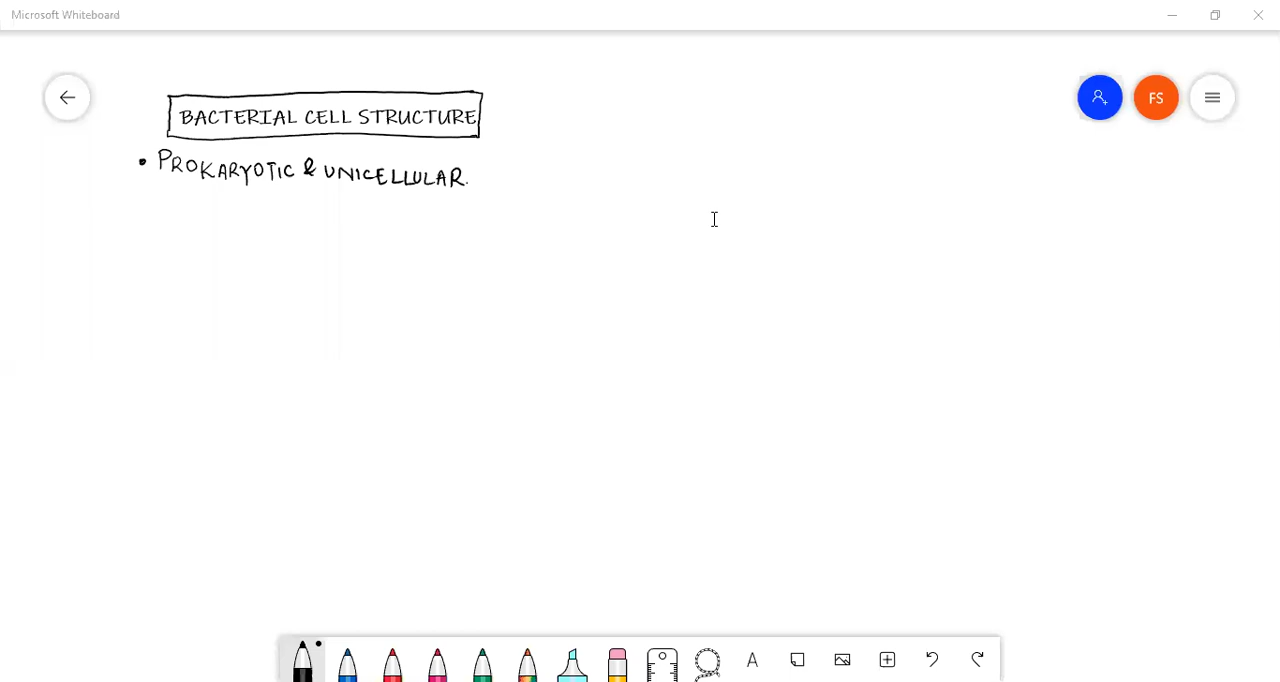 Microsoft Whiteboard
FS
BACTERIAL CELL STRUCTURE
• PROKARYOTIC & UNICELLULAR.
A